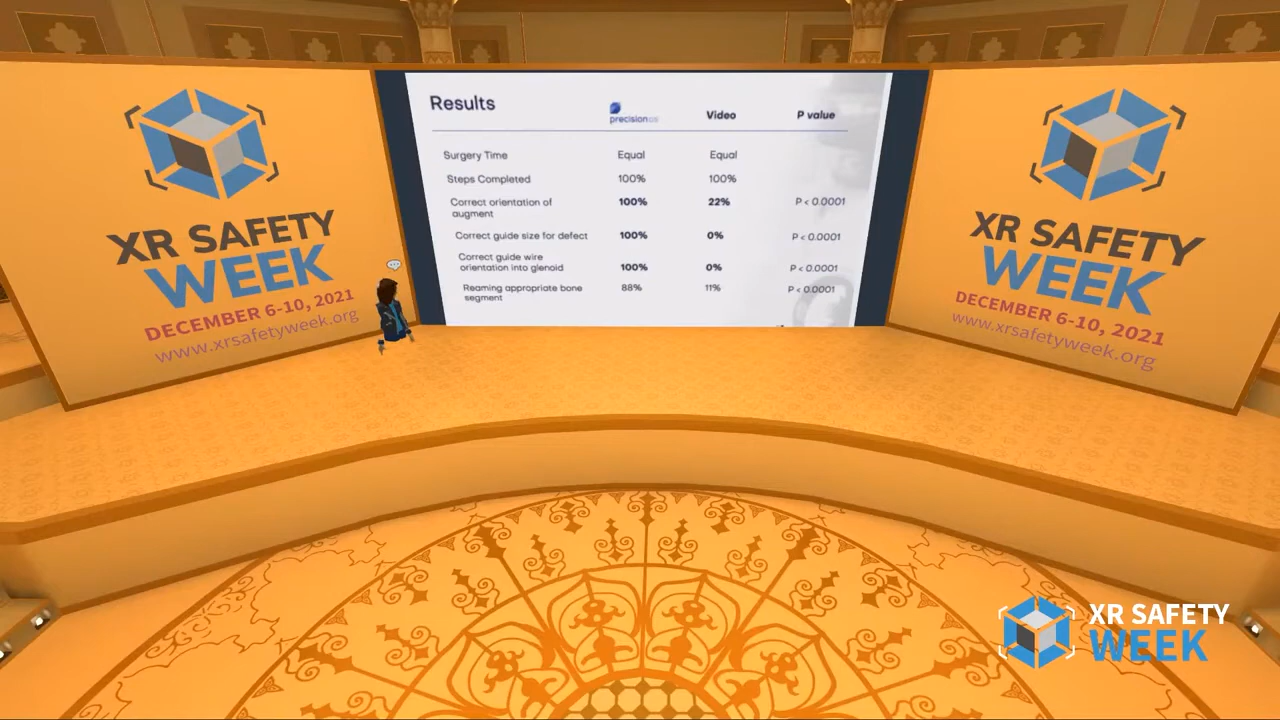 XR SAFETY
WEEK
DECEMBER 6-10, 2021
www.xrsafetyweek.org
Results
precisionos Video P value
Surgery Time Equal Equal
Steps Completed 100% 100%
Correct orientation of
augment 100% 22% P < 0.0001
Correct guide size for defect 100% 0% P < 0.0001
Correct guide wire
orientation into glenoid 100% 0% P < 0.0001
Reaming appropriate bone
segment 88% 11% P < 0.0001
XR SAFETY
WEEK
DECEMBER 6-10, 2021
www.xrsafetyweek.org
XR SAFETY
WEEK